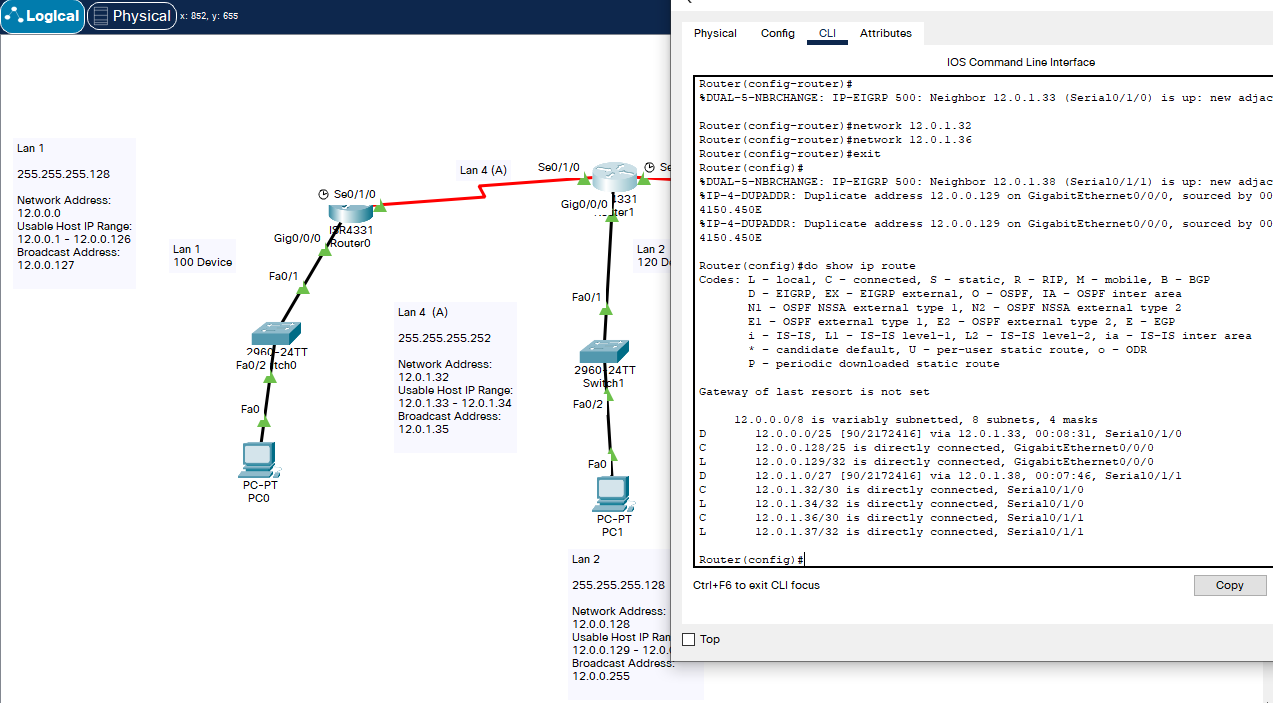 Logical
Physical x: 852, y: 655
Lan 1
255.255.255.128
Network Address:
12.0.0.0
Usable Host IP Range:
12.0.0.1 - 12.0.0.126
Broadcast Address:
12.0.0.127
Lan 1
100 Device
Se0/1/0
ISR4331
Router0
Gig0/0/0
Fa0/1
2960-24TT
Fa0/2
Fa0
PC-PT
PC0
Lan 4 (A)
Lan 4 (A)
255.255.255.252
Network Address:
12.0.1.32
Usable Host IP Range:
12.0.1.33 - 12.0.1.34
Broadcast Address:
12.0.1.35
Se0/1/0
Gig0/0/0
Lan 2
Fa0/1
2960-24TT
Switch1
Fa0/2
Fa0
PC-PT
PC1
Lan 2
255.255.255.128
Network Address:
12.0.0.128
Usable Host IP Ran
12.0.0.129 - 12.0.
Broadcast Address:
12.0.0.255
Physical Config CLI Attributes
IOS Command Line Interface
Router(config-router)#
%DUAL-5-NBRCHANGE: IP-EIGRP 500: Neighbor 12.0.1.33 (Serial0/1/0) is up: new adjac
Router(config-router)#network 12.0.1.32
Router(config-router)#network 12.0.1.36
Router(config-router)#exit
Router(config)#
%DUAL-5-NBRCHANGE: IP-EIGRP 500: Neighbor 12.0.1.38 (Serial0/1/1) is up: new adjac
%IP-4-DUPADDR: Duplicate address 12.0.0.129 on GigabitEthernet0/0/0, sourced by 00
4150.450E
%IP-4-DUPADDR: Duplicate address 12.0.0.129 on GigabitEthernet0/0/0, sourced by 00
4150.450E
Router(config)#do show ip route
Codes: L - local, C - connected, S - static, R - RIP, M - mobile, B - BGP
D - EIGRP, EX - EIGRP external, O - OSPF, IA - OSPF inter area
N1 - OSPF NSSA external type 1, N2 - OSPF NSSA external type 2
E1 - OSPF external type 1, E2 - OSPF external type 2, E - EGP
i - IS-IS, L1 - IS-IS level-1, L2 - IS-IS level-2, ia - IS-IS inter area
* - candidate default, U - per-user static route, o - ODR
P - periodic downloaded static route
Gateway of last resort is not set
12.0.0.0/8 is variably subnetted, 8 subnets, 4 masks
D 12.0.0.0/25 [90/2172416] via 12.0.1.33, 00:08:31, Serial0/1/0
C 12.0.0.128/25 is directly connected, GigabitEthernet0/0/0
L 12.0.0.129/32 is directly connected, GigabitEthernet0/0/0
D 12.0.1.0/27 [90/2172416] via 12.0.1.38, 00:07:46, Serial0/1/1
C 12.0.1.32/30 is directly connected, Serial0/1/0
L 12.0.1.34/32 is directly connected, Serial0/1/0
C 12.0.1.36/30 is directly connected, Serial0/1/1
L 12.0.1.37/32 is directly connected, Serial0/1/1
Router(config)#
Ctrl+F6 to exit CLI focus
Copy
Top